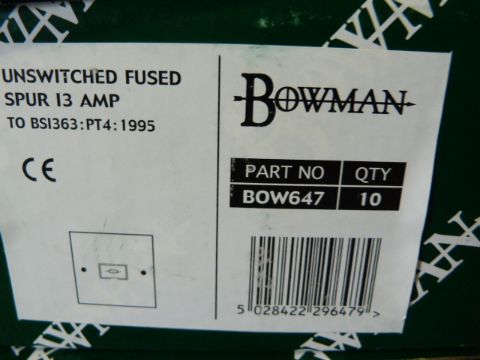 UNSWITCHED FUSED
SPUR 13 AMP
TO BS1363:PT4:1995
CE
BOWMAN
PART NO QTY
BOW647 10
5 028422 296479 >